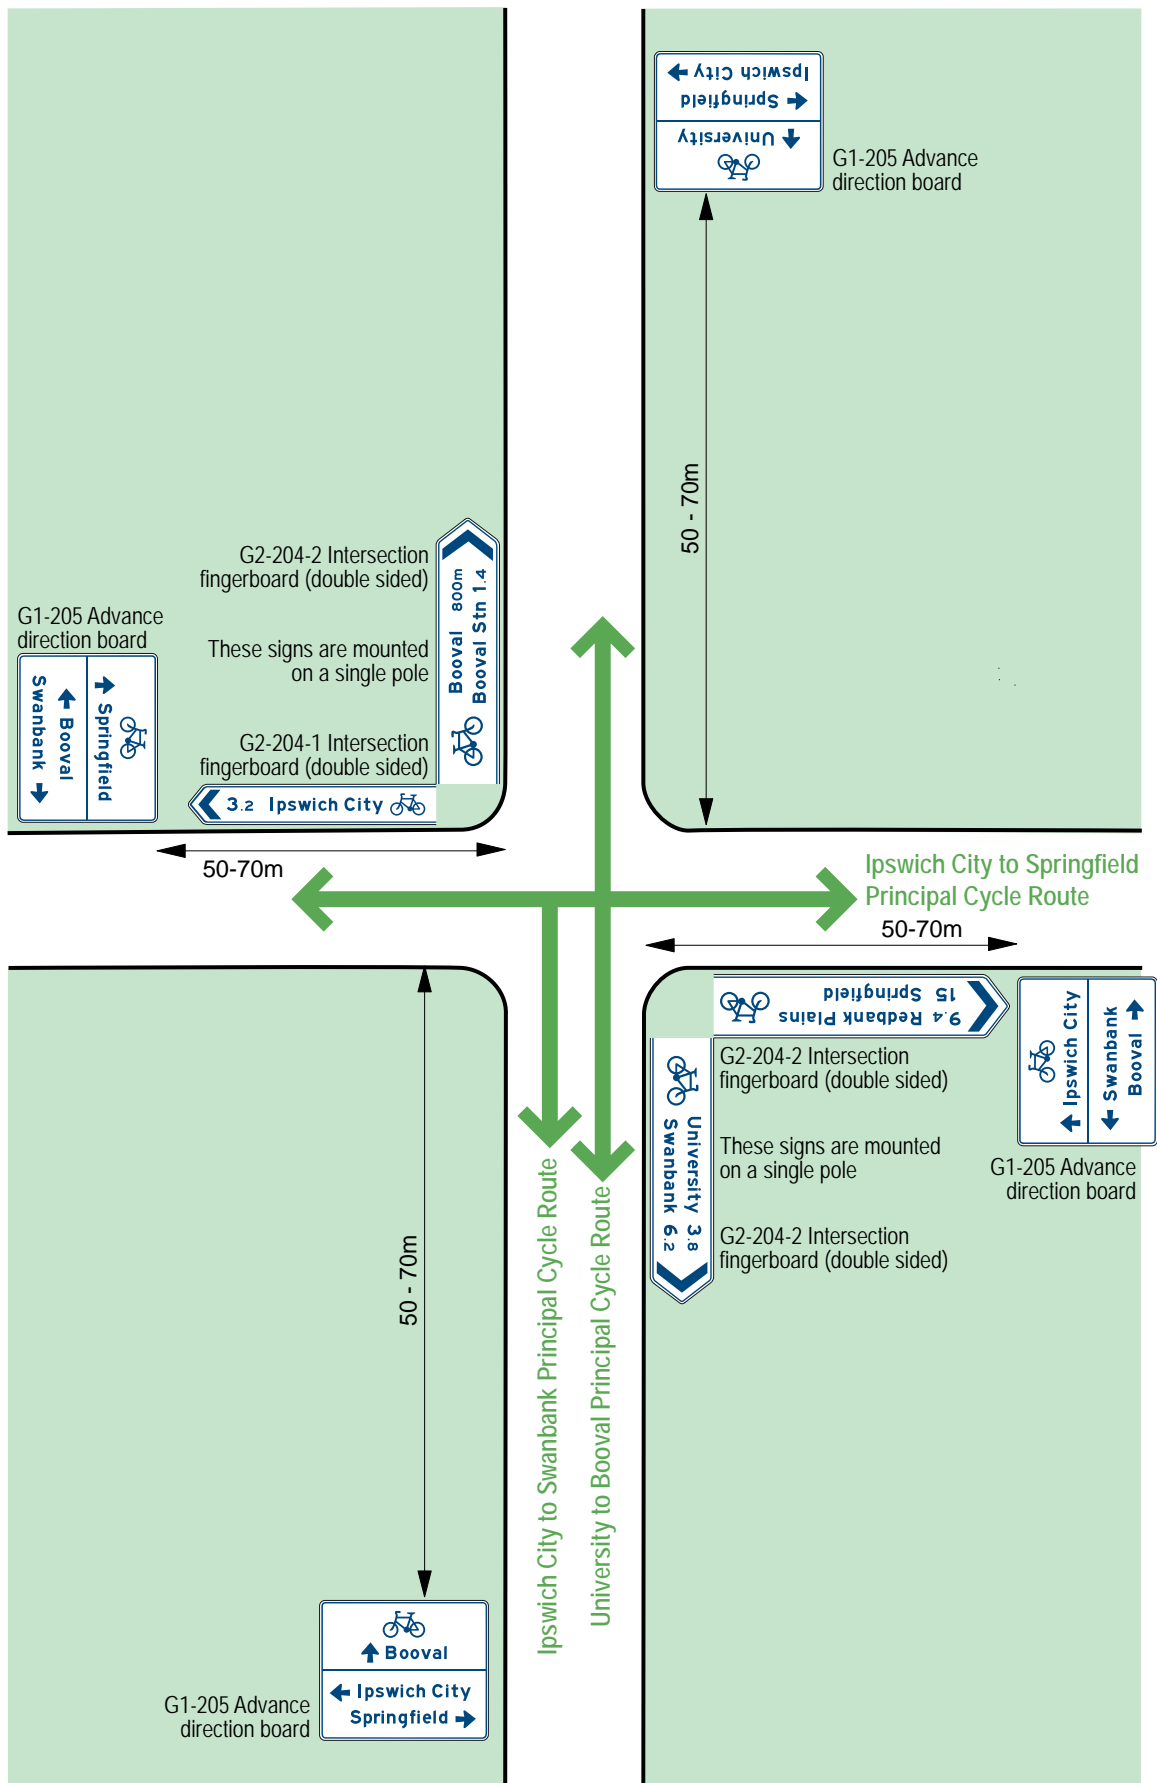 Ipswich City
Springfield
University
G1-205 Advance
direction board
50 - 70m
G2-204-2 Intersection
fingerboard (double sided)
Booval 800m
Booval Stn 1.4
G1-205 Advance
direction board
These signs are mounted
on a single pole
Springfield
Booval
Swanbank
G2-204-1 Intersection
fingerboard (double sided)
3.2 Ipswich City
50-70m
Ipswich City to Springfield
Principal Cycle Route
50-70m
9.4 Redbank Plains
15 Springfield
Ipswich City
Swanbank
Booval
G2-204-2 Intersection
fingerboard (double sided)
University 3.8
Swanbank 6.2
These signs are mounted
on a single pole
G1-205 Advance
direction board
G2-204-2 Intersection
fingerboard (double sided)
50 - 70m
Ipswich City to Swanbank Principal Cycle Route
University to Booval Principal Cycle Route
Booval
Ipswich City
Springfield
G1-205 Advance
direction board